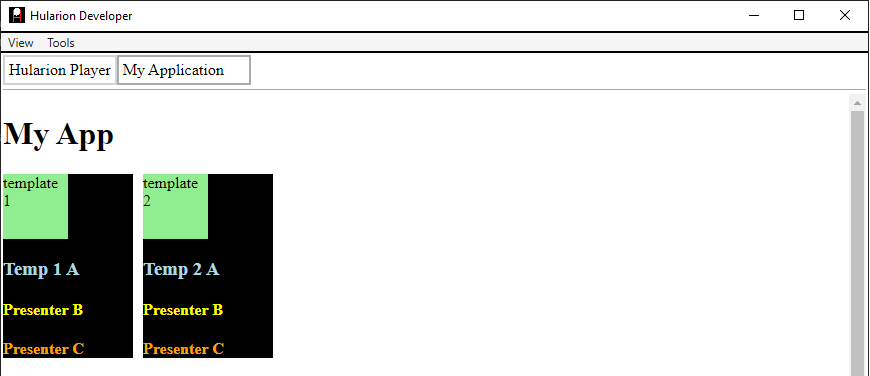 Hularion Developer
View Tools
Hularion Player My Application
My App
template
1
Temp 1 A
Presenter B
Presenter C
template
2
Temp 2 A
Presenter B
Presenter C